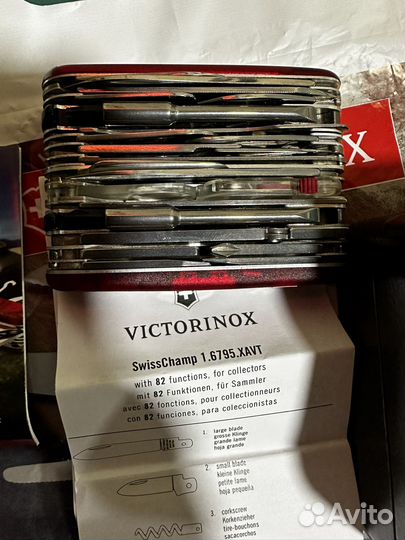 X
VICTORINOX
SwissChamp 1.6795.XAVT
with 82 functions, for collectors
mit 82 Funktionen, für Sammler
avec 82 fonctions, pour collectionneurs
con 82 funciones, para coleccionistas
1. large blade
grosse Klinge
grande lame
hoja grande
2. small blade
kleine Klinge
petite lame
hoja pequeña
3. corkscrew
Korkenzieher
tire-bouchons
sacacorchos
Avito